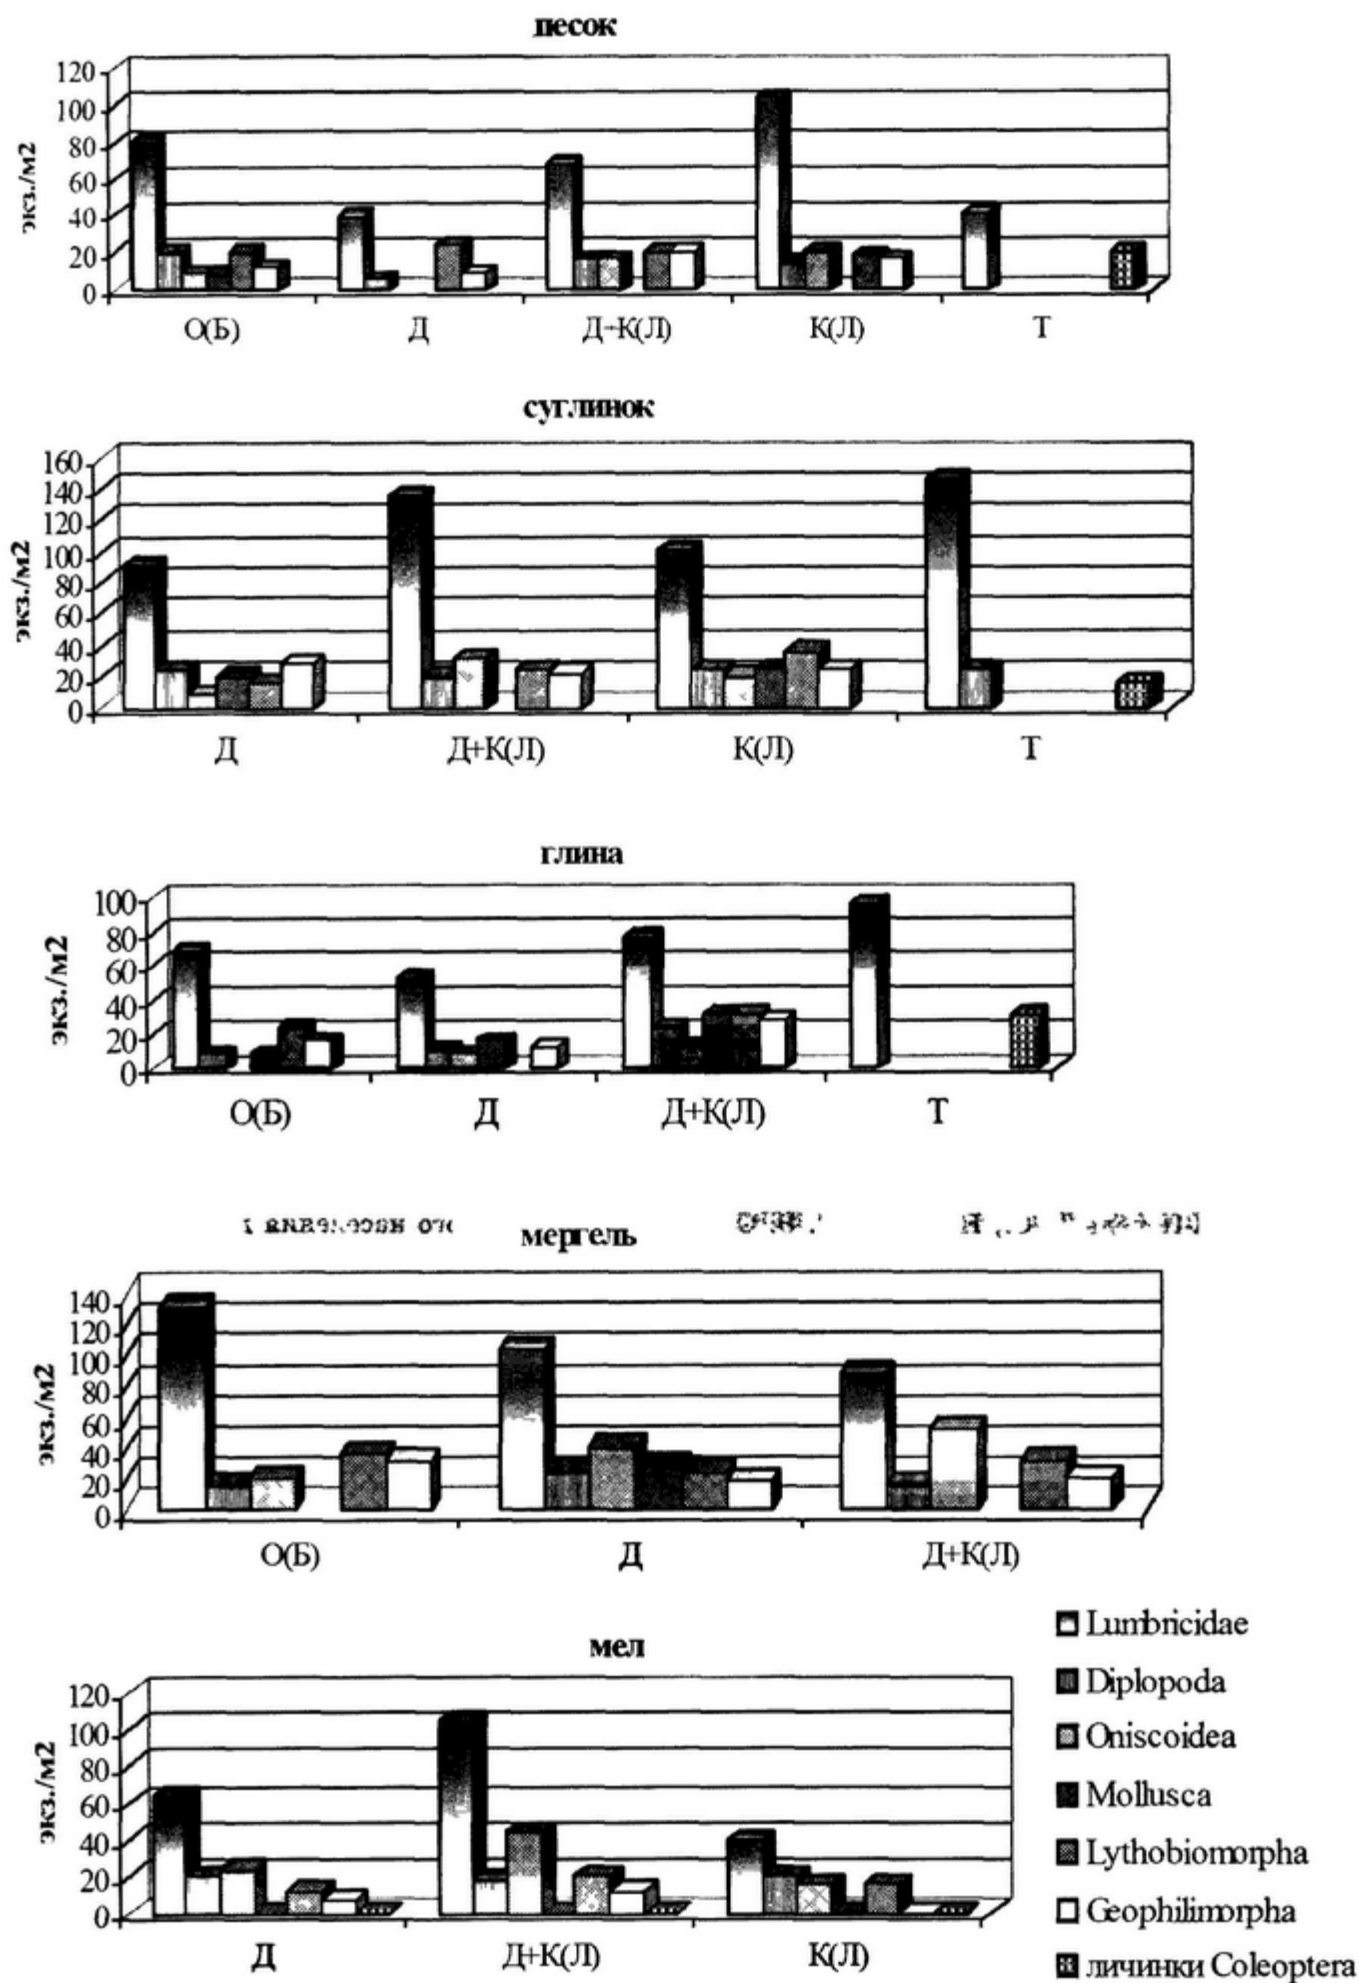 песок
120
100
80
60
40
20
0
экз./м2
О(Б) Д Д+К(Л) К(Л) Т
суглинок
160
140
120
100
80
60
40
20
0
экз./м2
Д Д+К(Л) К(Л) Т
глина
100
80
60
40
20
0
экз./м2
О(Б) Д Д+К(Л) Т
мергель
140
120
100
80
60
40
20
0
экз./м2
О(Б) Д Д+К(Л)
мел
120
100
80
60
40
20
0
экз./м2
Д Д+К(Л) К(Л)
Lumbricidae
Diplopoda
Oniscoidea
Mollusca
Lythobiomorpha
Geophilimorpha
личинки Coleoptera